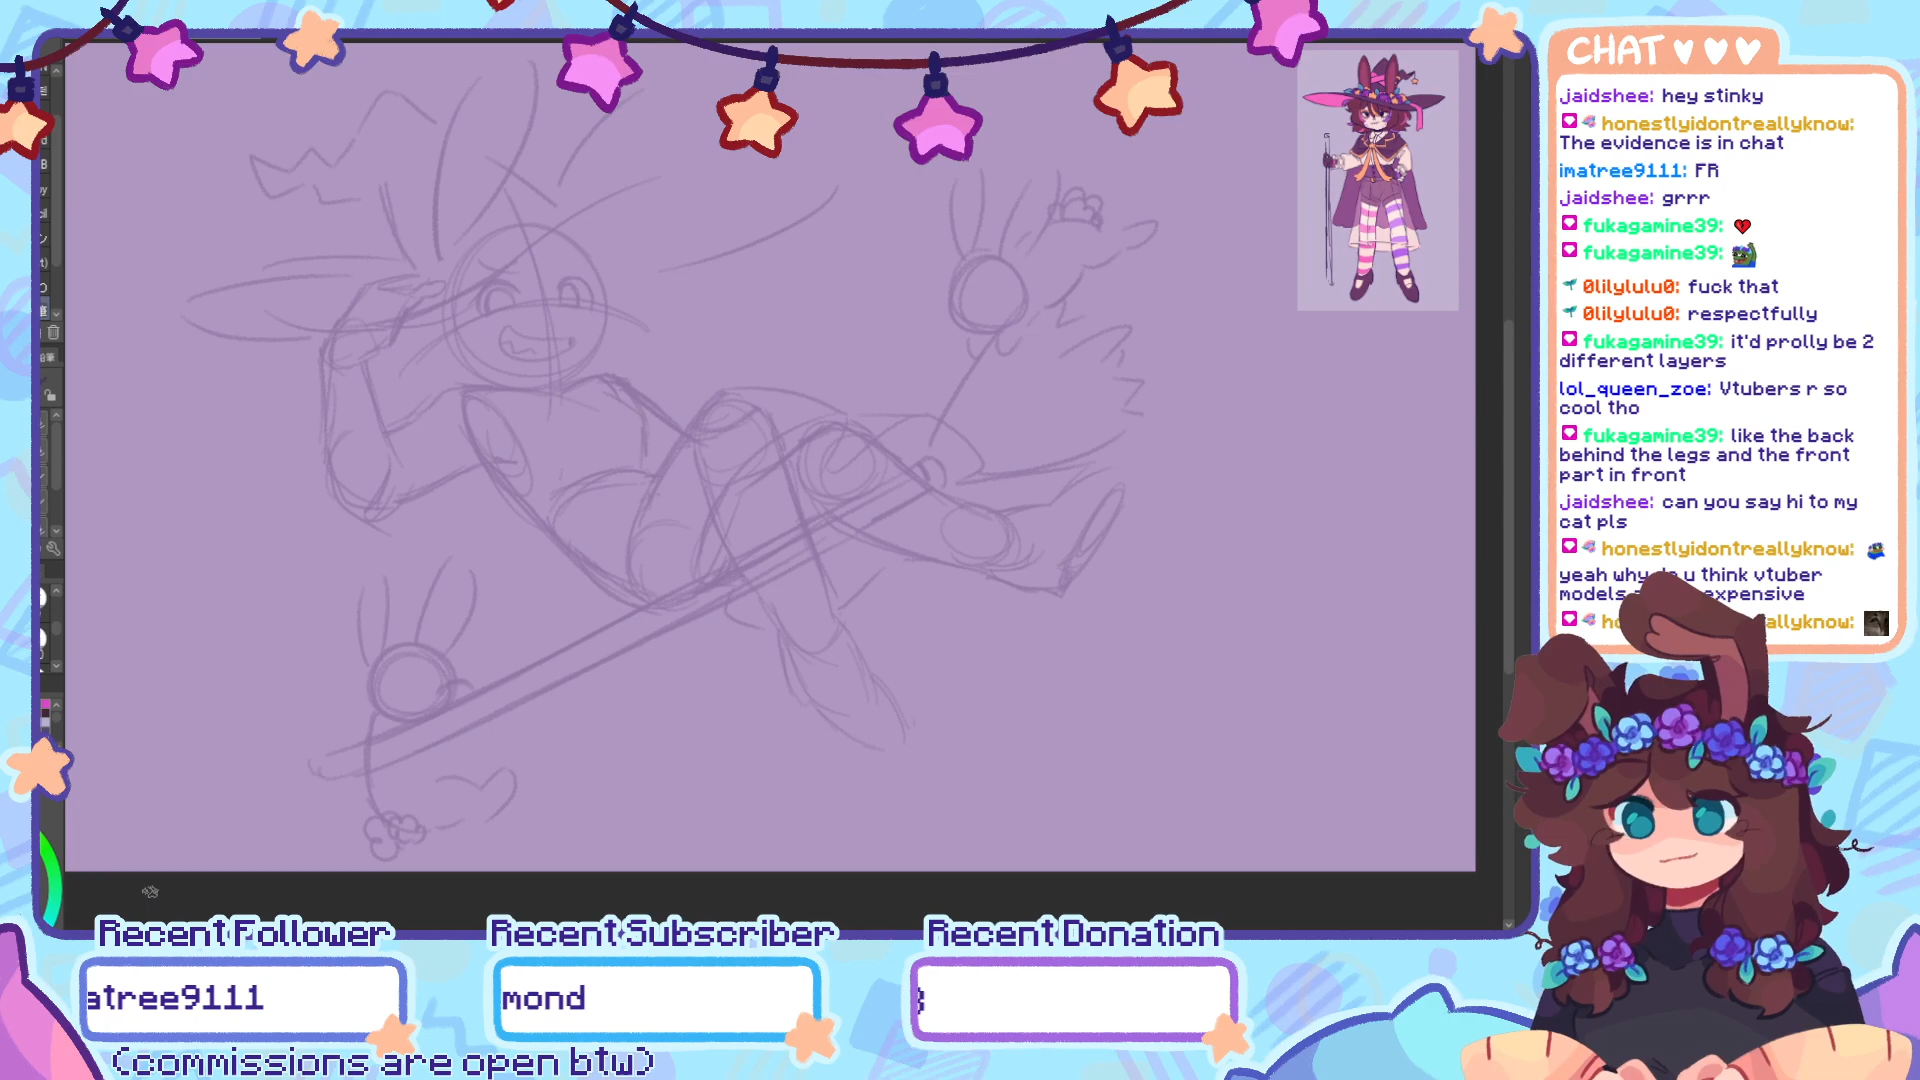 CHAT
jaidshee: hey stinky
honestlyidontreallyknow:
The evidence is in chat
imatree9111: FR
jaidshee: grrr
fukagamine39:
fukagamine39:
0lilylulu0: fuck that
0lilylulu0: respectfully
fukagamine39: it'd prolly be 2
different layers
lol_queen_zoe: Vtubers r so
cool tho
fukagamine39: like the back
behind the legs and the front
part in front
jaidshee: can you say hi to my
cat pls
honestlyidontreallyknow:
yeah why u think vtuber
models expensive
allyknow:
Recent Follower
atree9111
Recent Subscriber
mond
Recent Donation
(commissions are open btw)